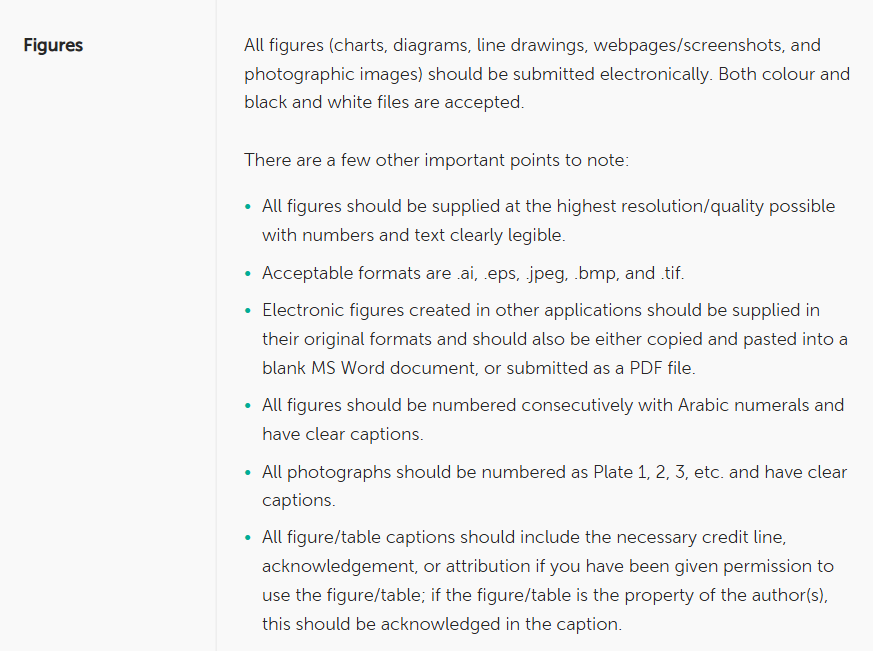 Figures
All figures (charts, diagrams, line drawings, webpages/screenshots, and
photographic images) should be submitted electronically. Both colour and
black and white files are accepted.
There are a few other important points to note:
• All figures should be supplied at the highest resolution/quality possible
with numbers and text clearly legible.
• Acceptable formats are .ai, .eps, .jpeg, .bmp, and .tif.
• Electronic figures created in other applications should be supplied in
their original formats and should also be either copied and pasted into a
blank MS Word document, or submitted as a PDF file.
• All figures should be numbered consecutively with Arabic numerals and
have clear captions.
• All photographs should be numbered as Plate 1, 2, 3, etc. and have clear
captions.
• All figure/table captions should include the necessary credit line,
acknowledgement, or attribution if you have been given permission to
use the figure/table; if the figure/table is the property of the author(s),
this should be acknowledged in the caption.